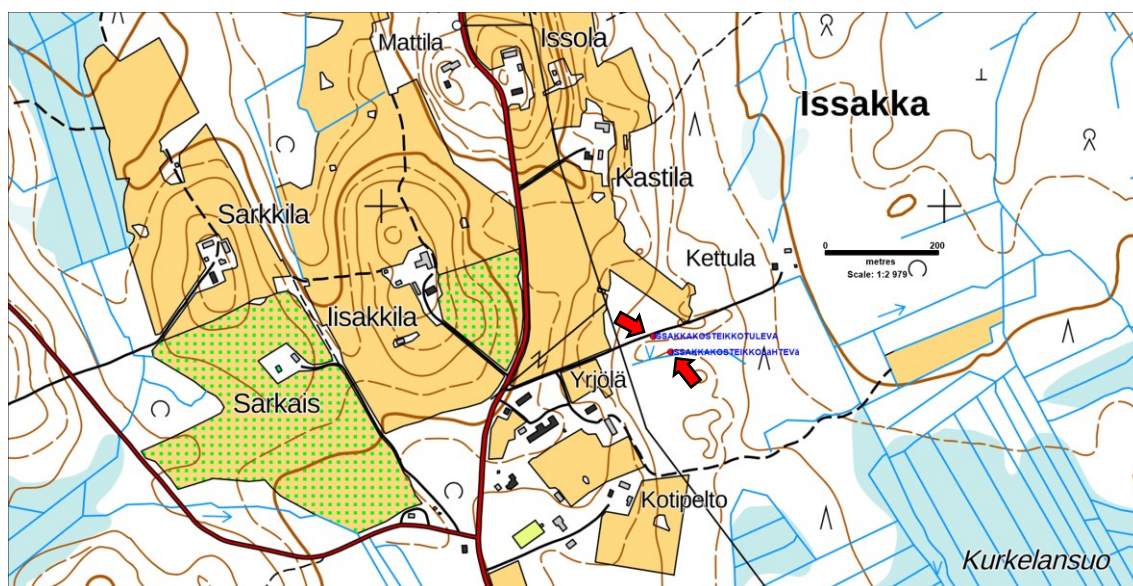 Mattila
Issola
Issakka
Kastila
Sarkkila
Kettula
0 200
metres
Scale: 1:2 979
Iisakkila
ISSAKKAKOSTEIKKOTULEVA
ISSAKKAKOSTEIKKOLäHTEVä
Yrjölä
Sarkais
Kotipelto
Kurkelansuo